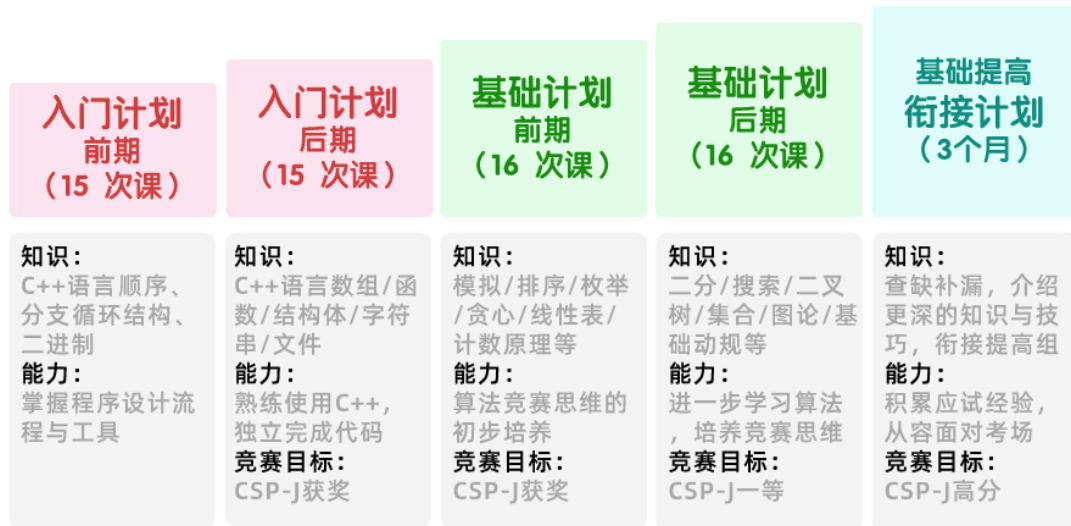 入门计划
前期
（15 次课）
入门计划
后期
（15 次课）
基础计划
前期
（16 次课）
基础计划
后期
（16 次课）
基础提高
衔接计划
（3个月）
知识：
C++语言顺序、
分支循环结构、
二进制
能力：
掌握程序设计流
程与工具
知识：
C++语言数组/函
数/结构体/字符
串/文件
能力：
熟练使用C++，
独立完成代码
竞赛目标：
CSP-J获奖
知识：
模拟/排序/枚举
/贪心/线性表/
计数原理等
能力：
算法竞赛思维的
初步培养
竞赛目标：
CSP-J获奖
知识：
二分/搜索/二叉
树/集合/图论/基
础动规等
能力：
进一步学习算法
，培养竞赛思维
竞赛目标：
CSP-J一等
知识：
查缺补漏，介绍
更深的知识与技
巧，衔接提高组
能力：
积累应试经验，
从容面对考场
竞赛目标：
CSP-J高分